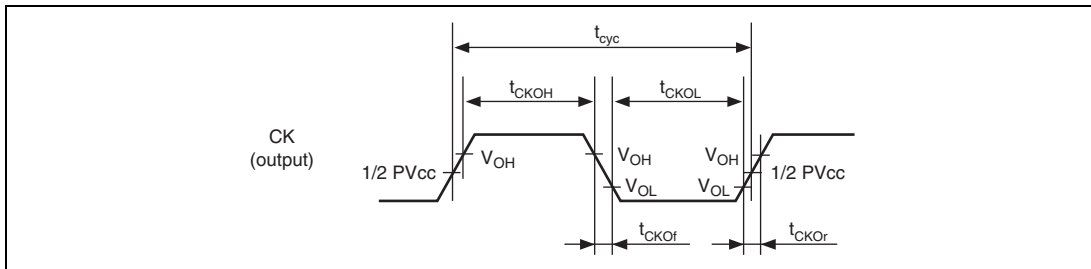 tcyc
tCKOH tCKOL
CK
(output)
1/2 PVcc VOH VOH VOL VOH VOL 1/2 PVcc
tCKOf tCKOr